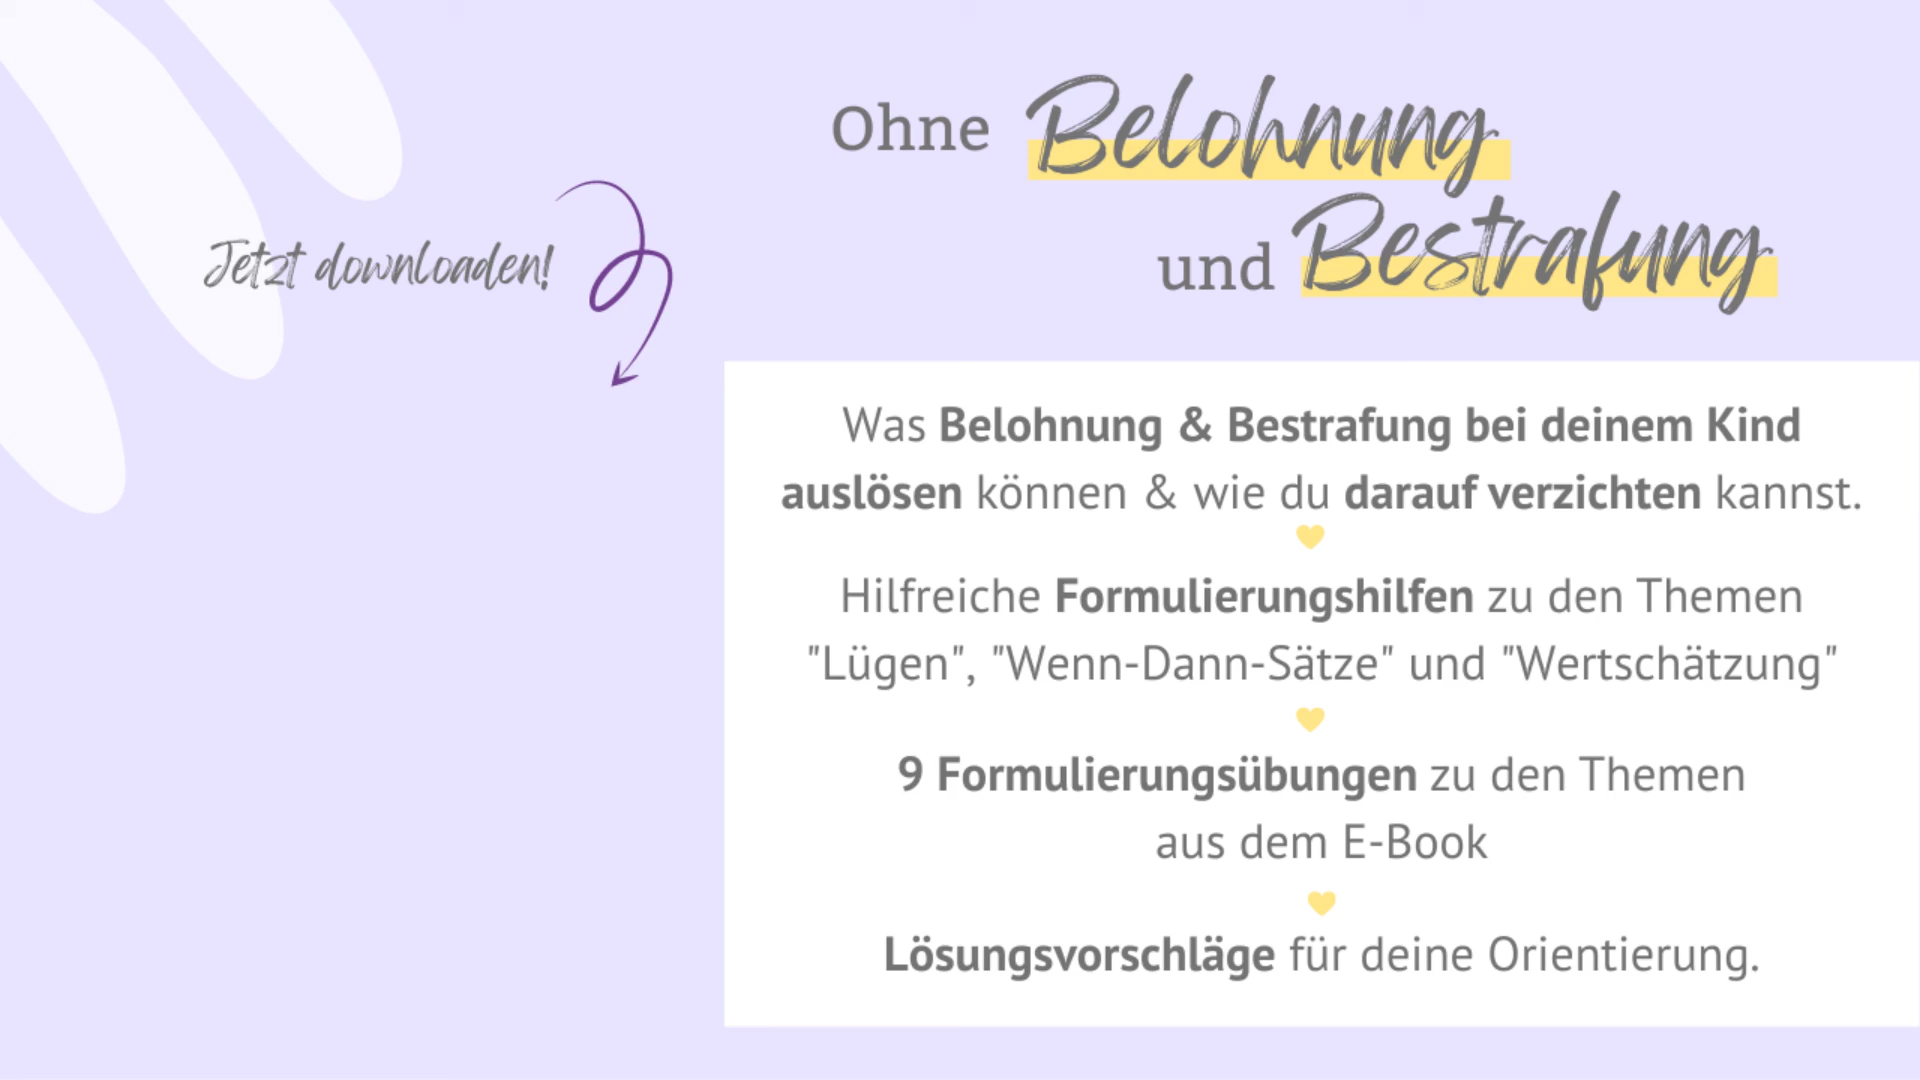 Ohne Belohnung
und Bestrafung
Jetzt downloaden!
Was Belohnung & Bestrafung bei deinem Kind
auslösen können & wie du darauf verzichten kannst.
Hilfreiche Formulierungshilfen zu den Themen
"Lügen", "Wenn-Dann-Sätze" und "Wertschätzung"
9 Formulierungsübungen zu den Themen
aus dem E-Book
Lösungsvorschläge für deine Orientierung.